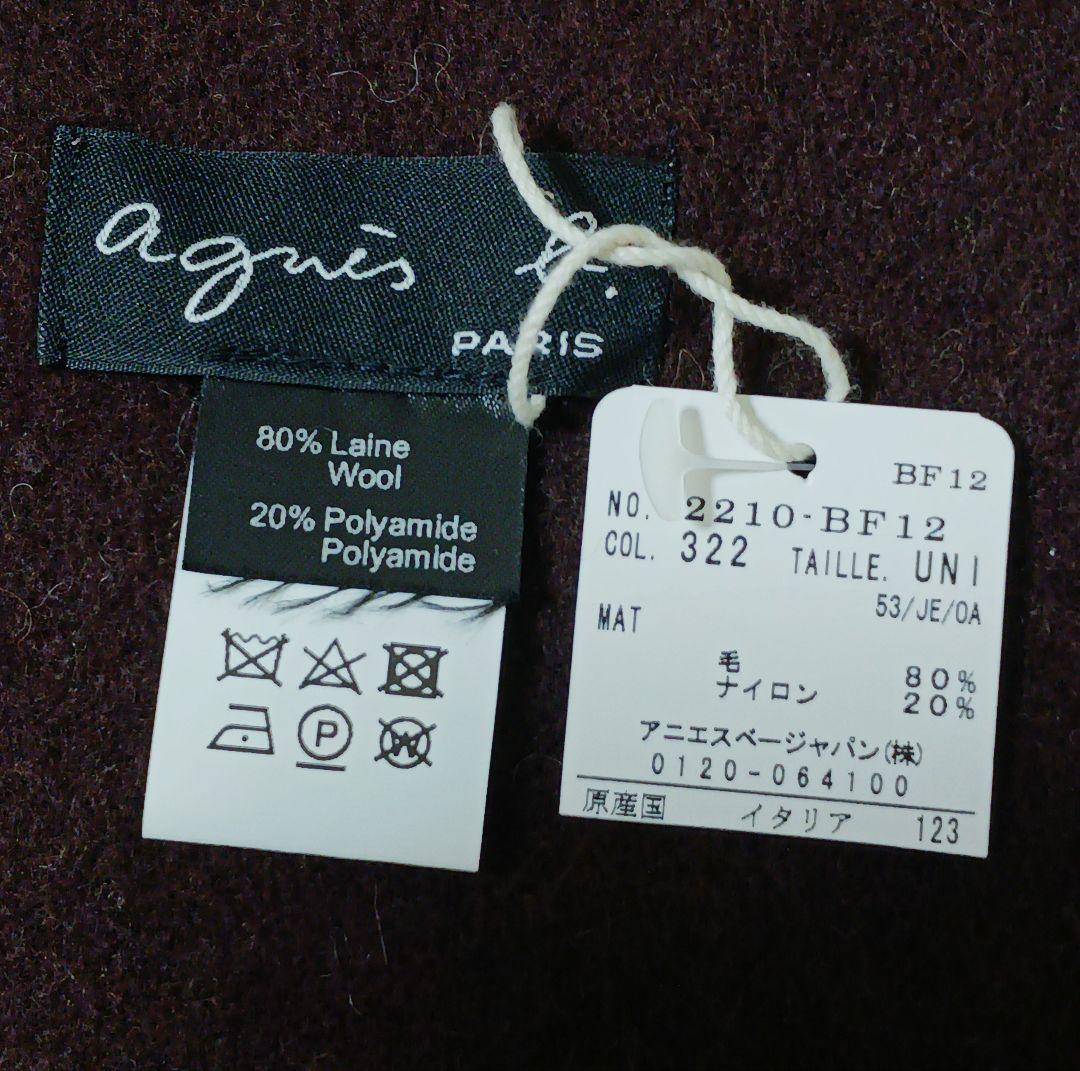 agnès b.
PARIS
80% Laine
Wool
20% Polyamide
Polyamide
P
W
BF12
NO. 2210-BF12
COL. 322 TAILLE. UNI
53/JE/0A
MAT
毛 80%
ナイロン 20%
アニエスベージャパン(株)
0120-064100
原産国 イタリア 123